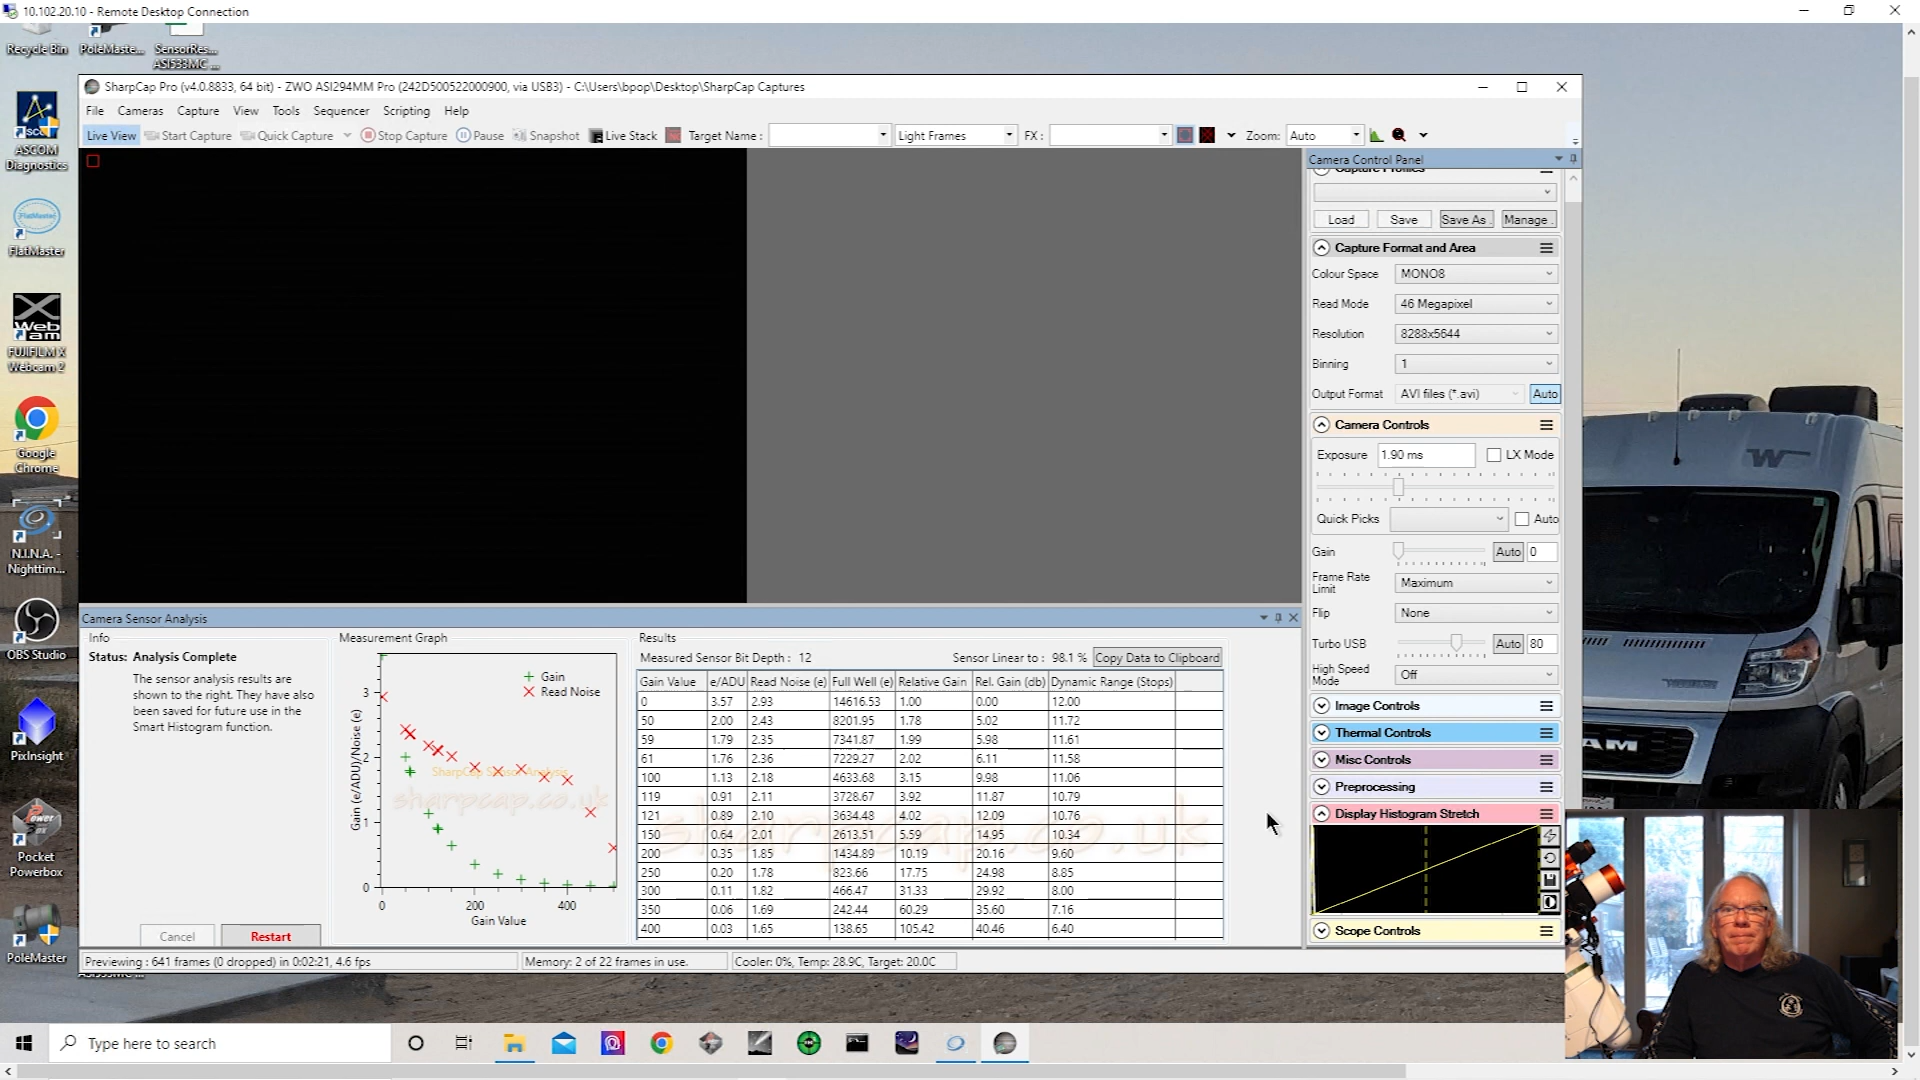 10.102.20.10 - Remote Desktop Connection
Recycle Bin
PoleMaste...
SensorRes...
ASI533MC ...
ASCOM
Diagnostics
FlatMaster
FlatMaster
Web
cam
FUJIFILM X
Webcam 2
Google
Chrome
N.I.N.A. -
Nighttim...
OBS Studio
PixInsight
Power
Box
Pocket
Powerbox
PoleMaster
SharpCap Pro (v4.0.8833, 64 bit) - ZWO ASI294MM Pro (242D500522000900, via USB3) - C:\Users\bpop\Desktop\SharpCap Captures
File Cameras Capture View Tools Sequencer Scripting Help
Live View Start Capture Quick Capture Stop Capture Pause Snapshot Live Stack Target Name : Light Frames FX : Zoom: Auto
Camera Control Panel
Capture Profiles
Load Save Save As . Manage .
Capture Format and Area
Colour Space MONO8
Read Mode 46 Megapixel
Resolution 8288x5644
Binning 1
Output Format AVI files (*.avi) Auto
Camera Controls
Exposure 1.90 ms LX Mode
Quick Picks Auto
Gain Auto 0
Frame Rate
Limit Maximum
Flip None
Turbo USB Auto 80
High Speed
Mode Off
Image Controls
Thermal Controls
Misc Controls
Preprocessing
Display Histogram Stretch
Scope Controls
Camera Sensor Analysis
Info
Status: Analysis Complete
The sensor analysis results are
shown to the right. They have also
been saved for future use in the
Smart Histogram function.
Cancel Restart
Measurement Graph
Gain
Read Noise
Gain (e/ADU)/Noise (e)
3
2
1
0
0 200 400
Gain Value
SharpCap Sensor Analysis
sharpcap.co.uk
Results
Measured Sensor Bit Depth : 12 Sensor Linear to : 98.1 % Copy Data to Clipboard
Gain Value e/ADU Read Noise (e) Full Well (e) Relative Gain Rel. Gain (db) Dynamic Range (Stops)
0 3.57 2.93 14616.53 1.00 0.00 12.00
50 2.00 2.43 8201.95 1.78 5.02 11.72
59 1.79 2.35 7341.87 1.99 5.98 11.61
61 1.76 2.36 7229.27 2.02 6.11 11.58
100 1.13 2.18 4633.68 3.15 9.98 11.06
119 0.91 2.11 3728.67 3.92 11.87 10.79
121 0.89 2.10 3634.48 4.02 12.09 10.76
150 0.64 2.01 2613.51 5.59 14.95 10.34
200 0.35 1.85 1434.89 10.19 20.16 9.60
250 0.20 1.78 823.66 17.75 24.98 8.85
300 0.11 1.82 466.47 31.33 29.92 8.00
350 0.06 1.69 242.44 60.29 35.60 7.16
400 0.03 1.65 138.65 105.42 40.46 6.40
sharpcap.co.uk
Previewing : 641 frames (0 dropped) in 0:02:21, 4.6 fps Memory: 2 of 22 frames in use. Cooler: 0%, Temp: 28.9C, Target: 20.0C
ASI533MC ...
Type here to search